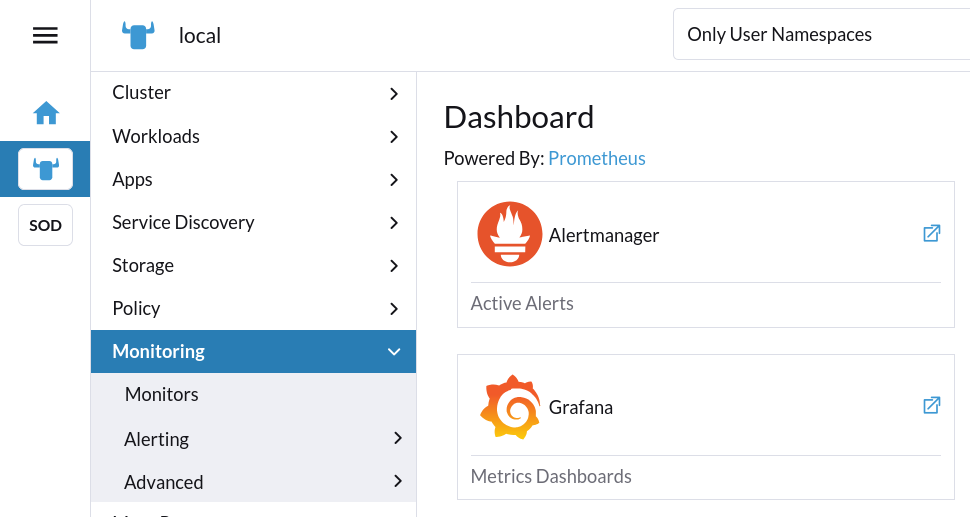 local
Only User Namespaces
SOD
Cluster
Workloads
Apps
Service Discovery
Storage
Policy
Monitoring
Monitors
Alerting
Advanced
Dashboard
Powered By: Prometheus
Alertmanager
Active Alerts
Grafana
Metrics Dashboards